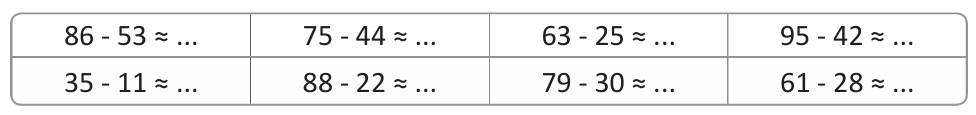 86 - 53 ≈ ... 75 - 44 ≈ ... 63 - 25 ≈ ... 95 - 42 ≈ ...
35 - 11 ≈ ... 88 - 22 ≈ ... 79 - 30 ≈ ... 61 - 28 ≈ ...